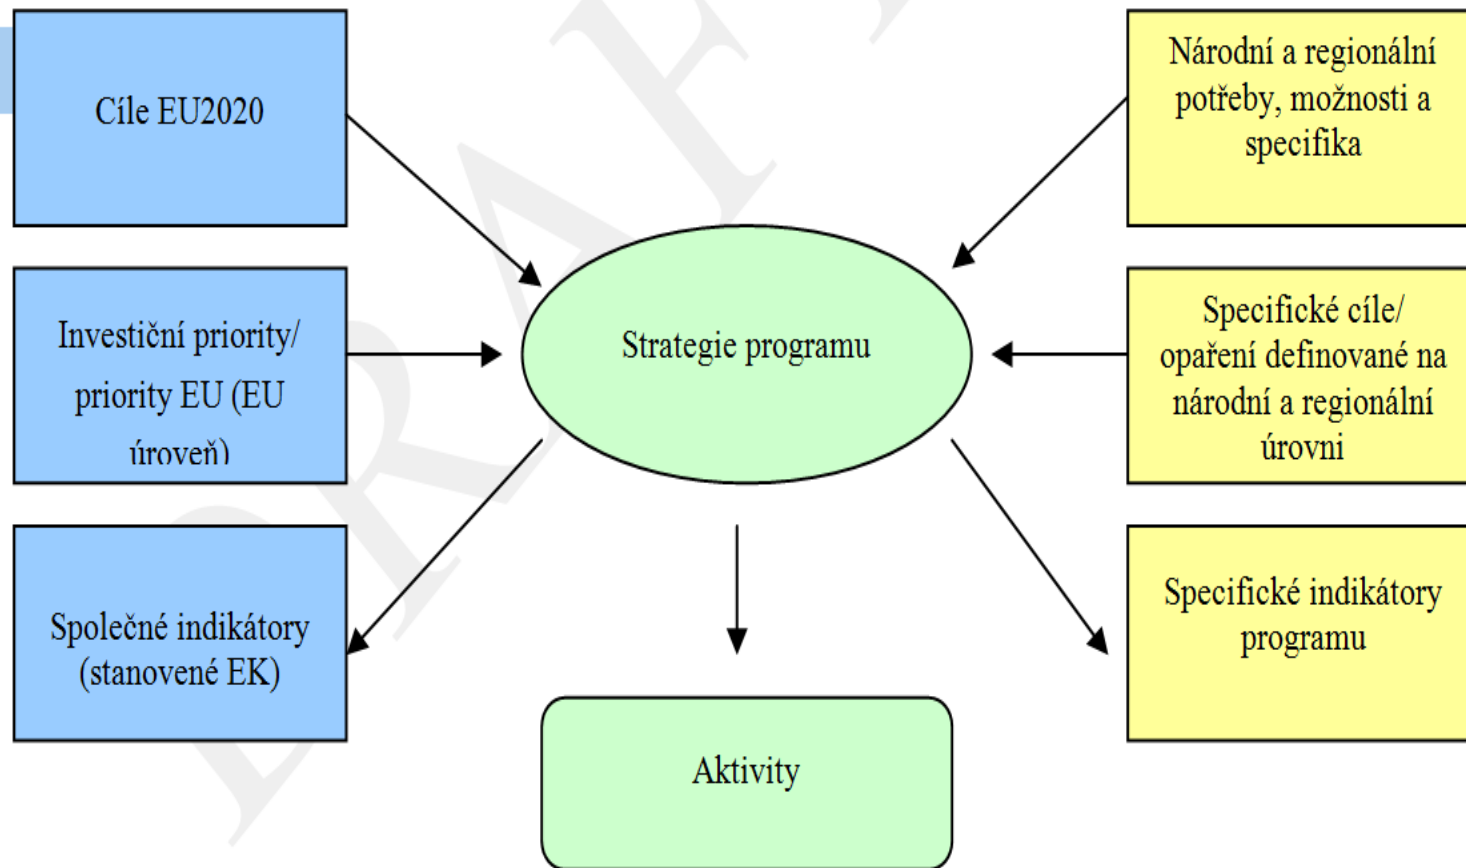 Cíle EU2020
Národní a regionální
potřeby, možnosti a
specifika
Investiční priority/
priority EU (EU
úroveň)
Strategie programu
Specifické cíle/
opaření definované na
národní a regionální
úrovni
Společné indikátory
(stanovené EK)
Specifické indikátory
programu
Aktivity
DRAFT